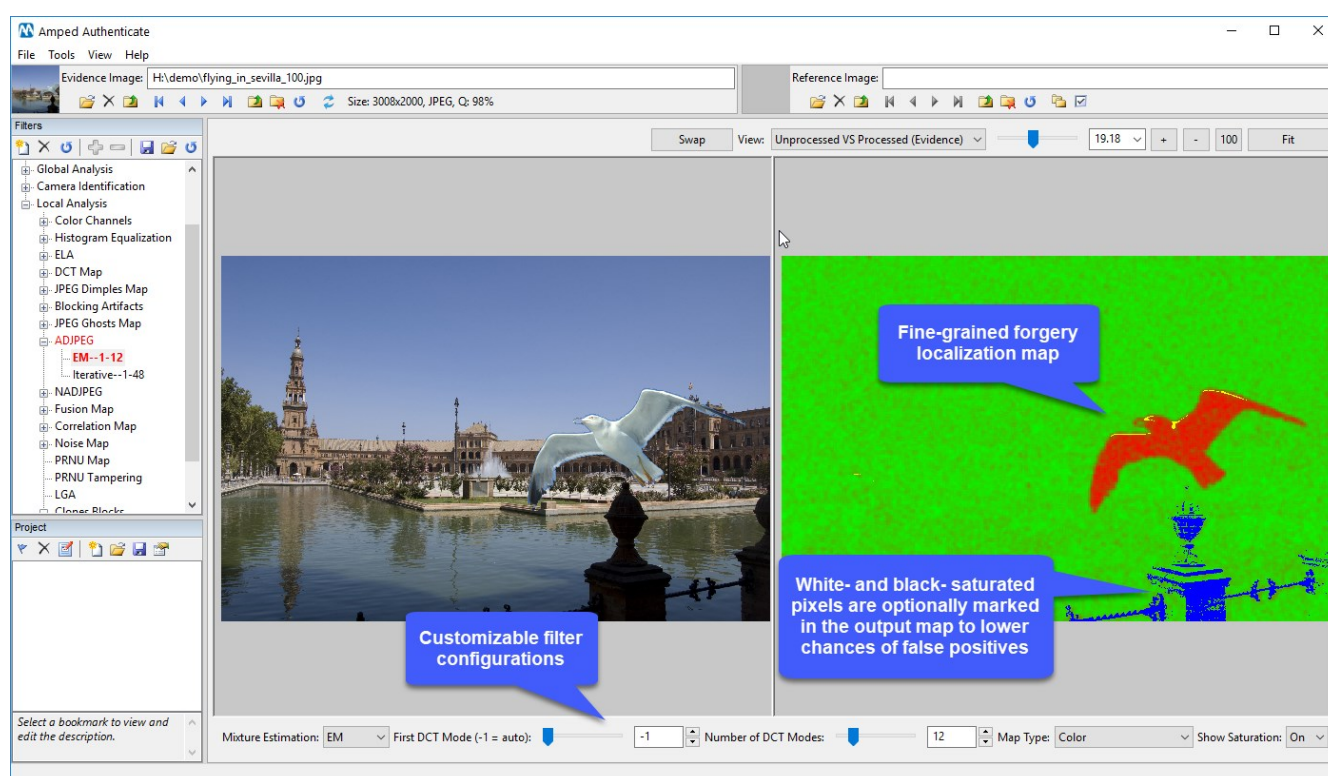 Amped Authenticate
File Tools View Help
Evidence Image: H:\demo\flying_in_sevilla_100.jpg
Reference Image:
Size: 3008x2000, JPEG, Q: 98%
Filters
Swap View: Unprocessed VS Processed (Evidence) 19.18 + - 100 Fit
Global Analysis
Camera Identification
Local Analysis
Color Channels
Histogram Equalization
ELA
DCT Map
JPEG Dimples Map
Blocking Artifacts
JPEG Ghosts Map
ADJPEG
EM--1-12
Iterative--1-48
NADJPEG
Fusion Map
Correlation Map
Noise Map
PRNU Map
PRNU Tampering
LGA
Clones Blocks
Fine-grained forgery
localization map
White- and black- saturated
pixels are optionally marked
in the output map to lower
chances of false positives
Customizable filter
configurations
Project
Select a bookmark to view and
edit the description.
Mixture Estimation: EM First DCT Mode (-1 = auto): -1 Number of DCT Modes: 12 Map Type: Color Show Saturation: On